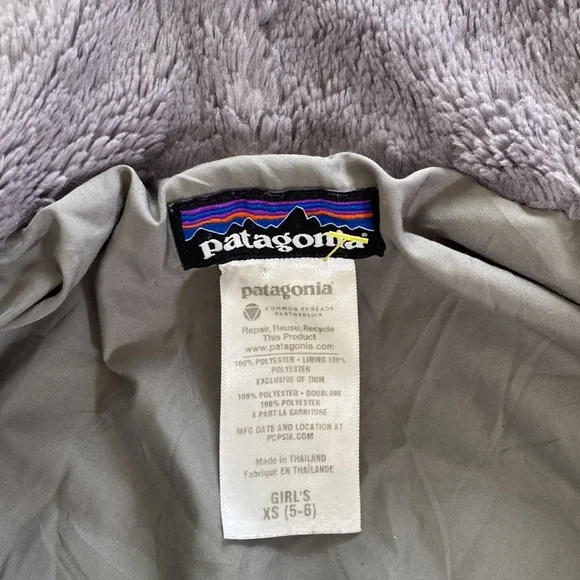 patagonia®
patagonia
COMMON THREADS
PARTNERSHIP
Repair, Reuse, Recycle
This Product
www.patagonia.com
100% POLYESTER • LINING 100%
POLYESTER
EXCLUSIVE OF TRIM
100% POLYESTER • DOUBLURE
100% POLYESTER
A PART LA GARNITURE
MFG DATE AND LOCATION AT
PCPSIA.COM
Made in THAILAND
Fabriqué EN THAÏLANDE
GIRL'S
XS (5-6)